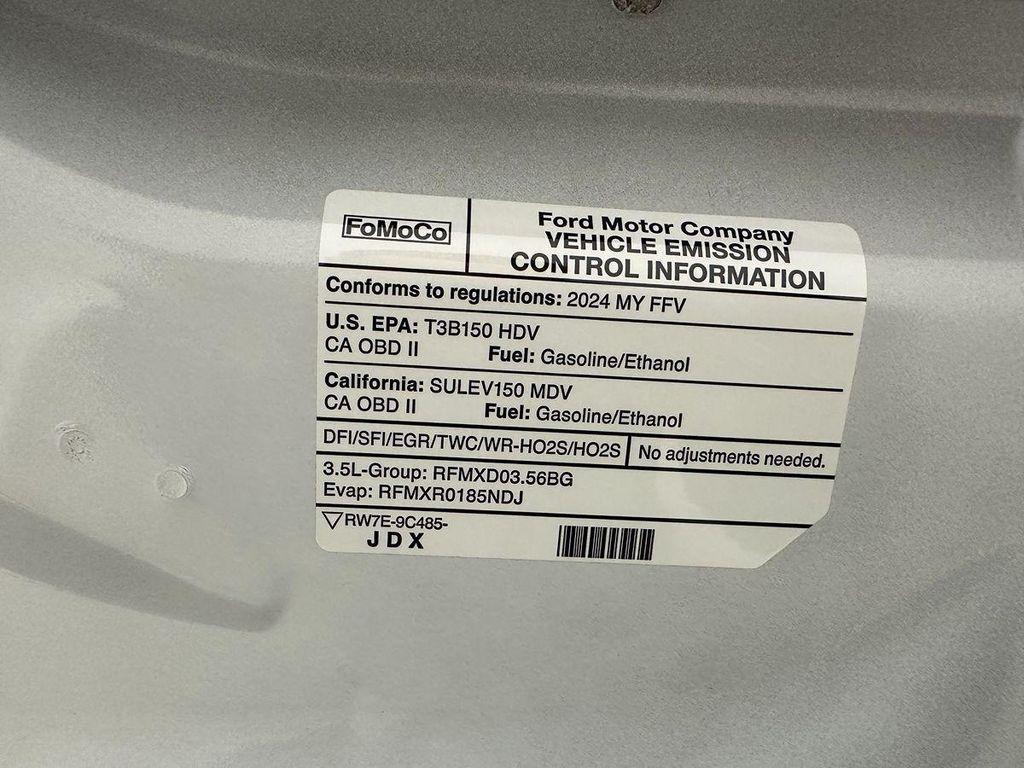 FoMoCo
Ford Motor Company
VEHICLE EMISSION
CONTROL INFORMATION
Conforms to regulations: 2024 MY FFV
U.S. EPA: T3B150 HDV
CA OBD II Fuel: Gasoline/Ethanol
California: SULEV150 MDV
CA OBD II Fuel: Gasoline/Ethanol
DFI/SFI/EGR/TWC/WR-HO2S/HO2S No adjustments needed.
3.5L-Group: RFMXD03.56BG
Evap: RFMXR0185NDJ
▽RW7E-9C485-
JDX